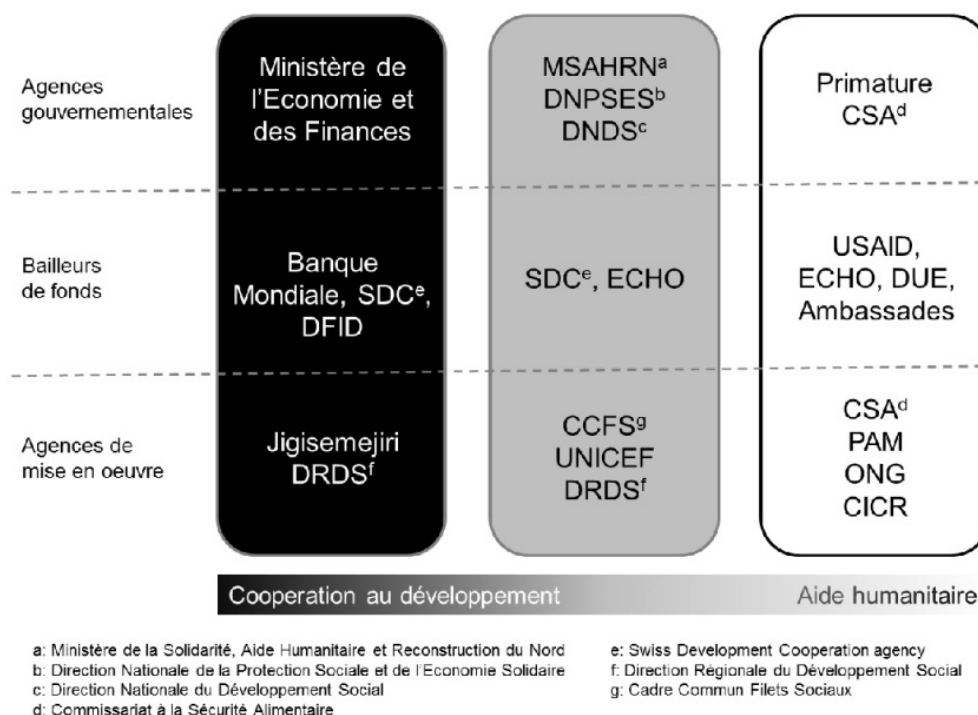 Agences
gouvernementales
Ministère de
l'Economie et
des Finances
MSAHRNᵃ
DNPSESᵇ
DNDSᶜ
Primature
CSAᵈ
Bailleurs
de fonds
Banque
Mondiale, SDCᵉ,
DFID
SDCᵉ, ECHO
USAID,
ECHO, DUE,
Ambassades
Agences de
mise en oeuvre
Jigisemejiri
DRDSᶠ
CCFSᵍ
UNICEF
DRDSᶠ
CSAᵈ
PAM
ONG
CICR
Cooperation au développement
Aide humanitaire
a: Ministère de la Solidarité, Aide Humanitaire et Reconstruction du Nord
b: Direction Nationale de la Protection Sociale et de l'Economie Solidaire
c: Direction Nationale du Développement Social
d: Commissariat à la Sécurité Alimentaire
e: Swiss Development Cooperation agency
f: Direction Régionale du Développement Social
g: Cadre Commun Filets Sociaux